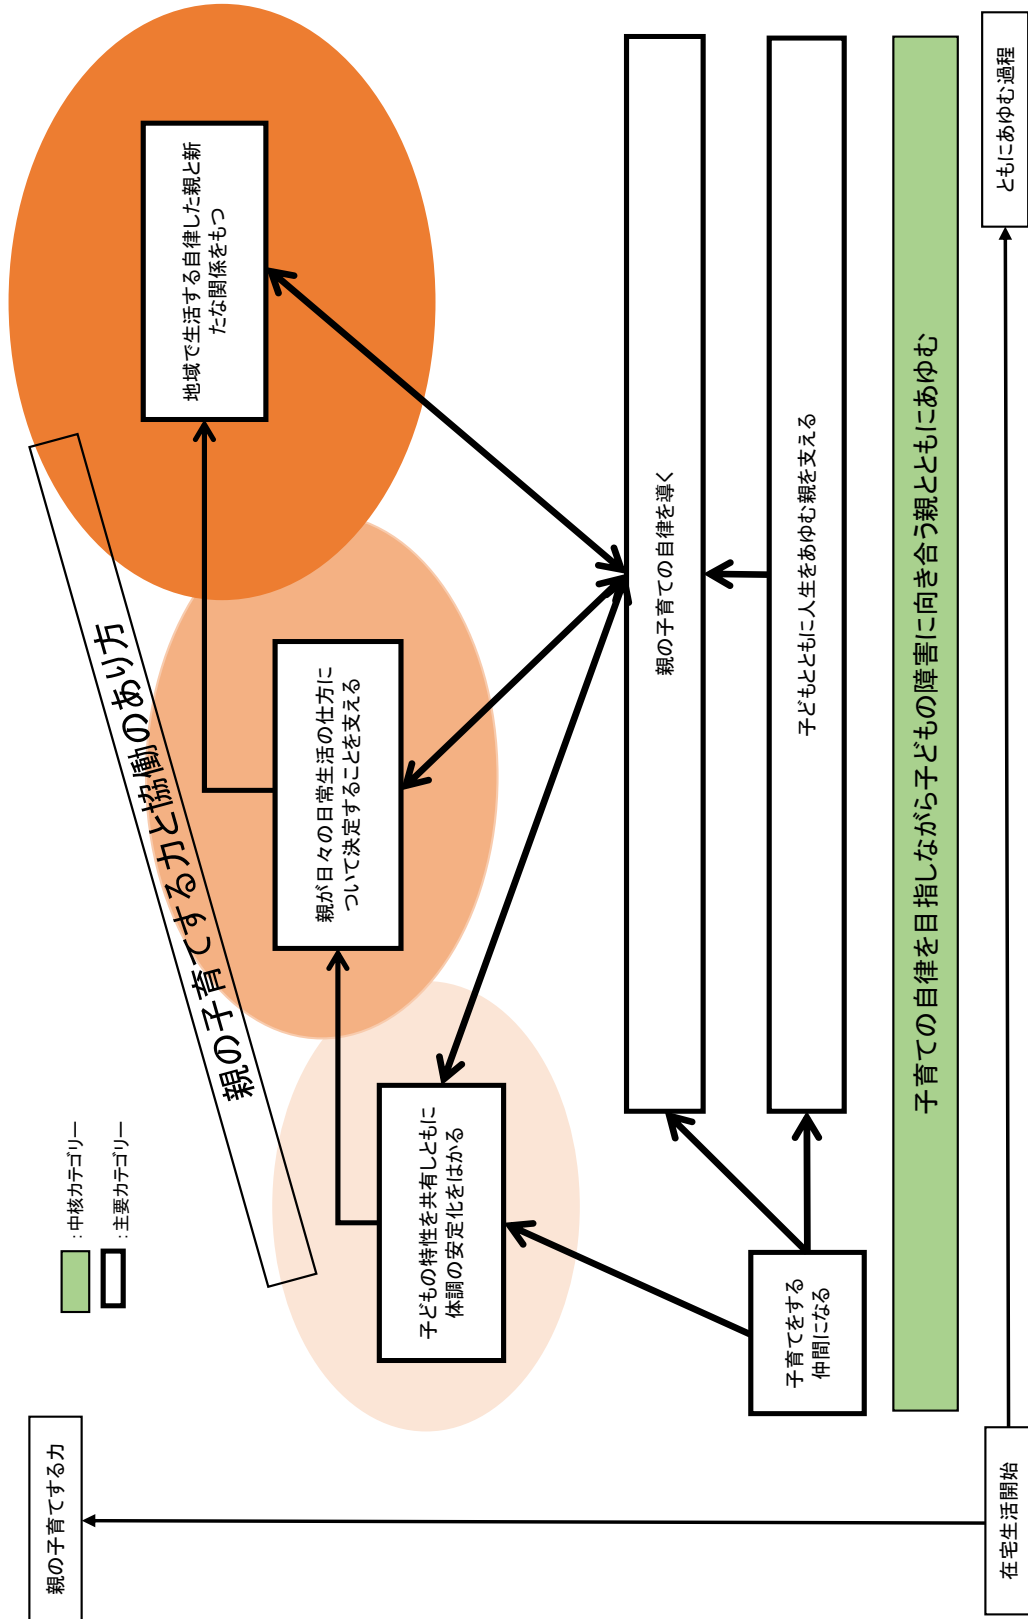 親の子育てする力
:中核カテゴリー
:主要カテゴリー
親の子育てする力と協働のあり方
地域で生活する自律した親と新
たな関係をもつ
親が日々の日常生活の仕方に
ついて決定することを支える
子どもの特性を共有しともに
体調の安定化をはかる
親の子育ての自律を導く
子どもとともに人生をあゆむ親を支える
子育てをする
仲間になる
子育ての自律を目指しながら子どもの障害に向き合う親とともにあゆむ
在宅生活開始
ともにあゆむ過程